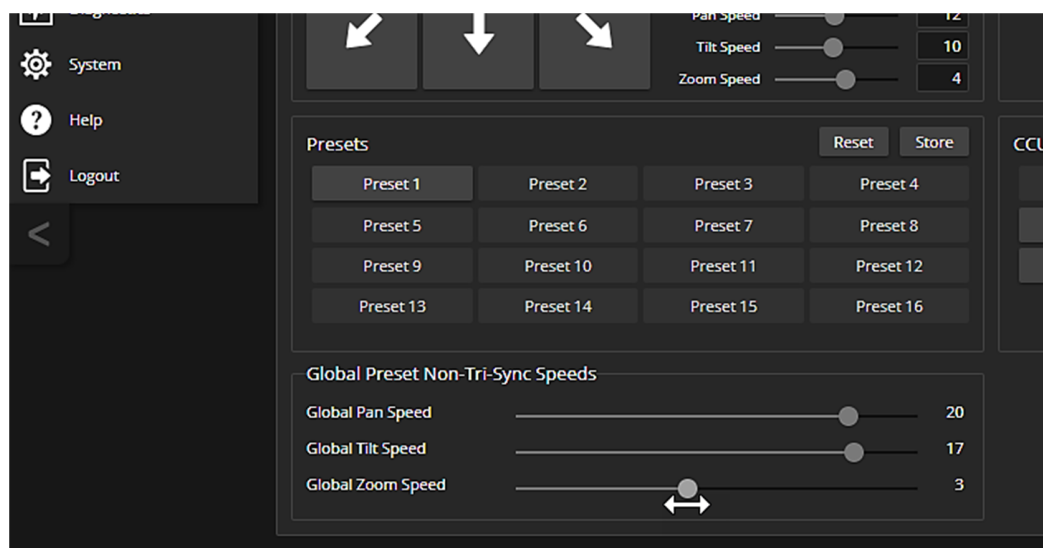 Diagnostics
System
Help
Logout
<
Pan Speed 12
Tilt Speed 10
Zoom Speed 4
Presets Reset Store
Preset 1 Preset 2 Preset 3 Preset 4
Preset 5 Preset 6 Preset 7 Preset 8
Preset 9 Preset 10 Preset 11 Preset 12
Preset 13 Preset 14 Preset 15 Preset 16
CCU
Global Preset Non-Tri-Sync Speeds
Global Pan Speed 20
Global Tilt Speed 17
Global Zoom Speed 3